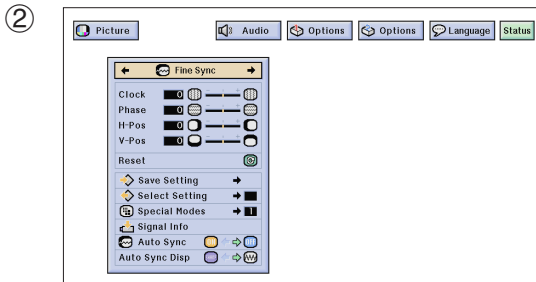 ②
Picture Audio Options Options Language Status
Fine Sync
Clock 0
Phase 0
H-Pos 0
V-Pos 0
Reset
Save Setting
Select Setting
Special Modes 1
Signal Info
Auto Sync
Auto Sync Disp